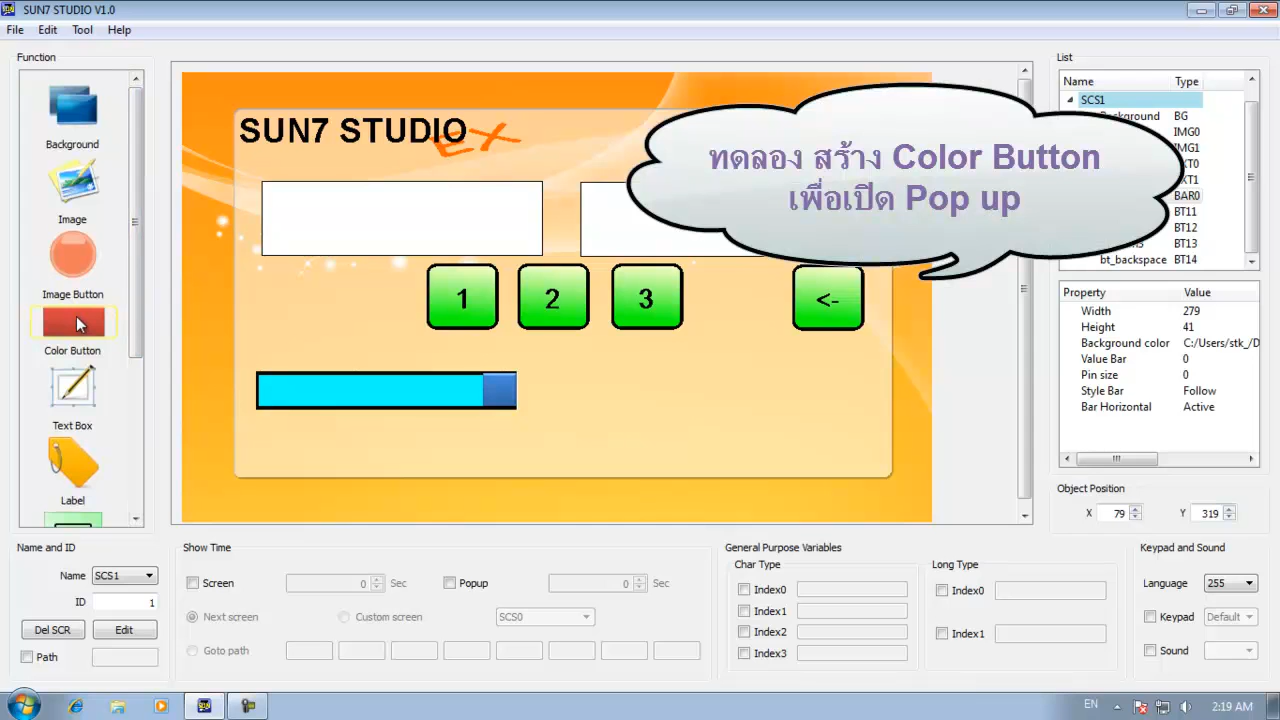 SUN7 STUDIO V1.0
File Edit Tool Help
Function
Background
Image
Image Button
Color Button
Text Box
Label
SUN7 STUDIO
EX
1 2 3 <-
ทดลอง สร้าง Color Button
เพื่อเปิด Pop up
List
Name Type
SCS1
ackground BG
IMG0
IMG1
XT0
XT1
BAR0
BT11
BT12
BT13
bt_backspace BT14
Property Value
Width 279
Height 41
Background color C:/Users/stk_/D
Value Bar 0
Pin size 0
Style Bar Follow
Bar Horizontal Active
Object Position
X 79 Y 319
Name and ID
Name SCS1
ID 1
Del SCR Edit
Path
Show Time
Screen 0 Sec Popup 0 Sec
Next screen Custom screen SCS0
Goto path
General Purpose Variables
Char Type Long Type
Index0 Index0
Index1
Index2 Index1
Index3
Keypad and Sound
Language 255
Keypad Default
Sound
EN 2:19 AM